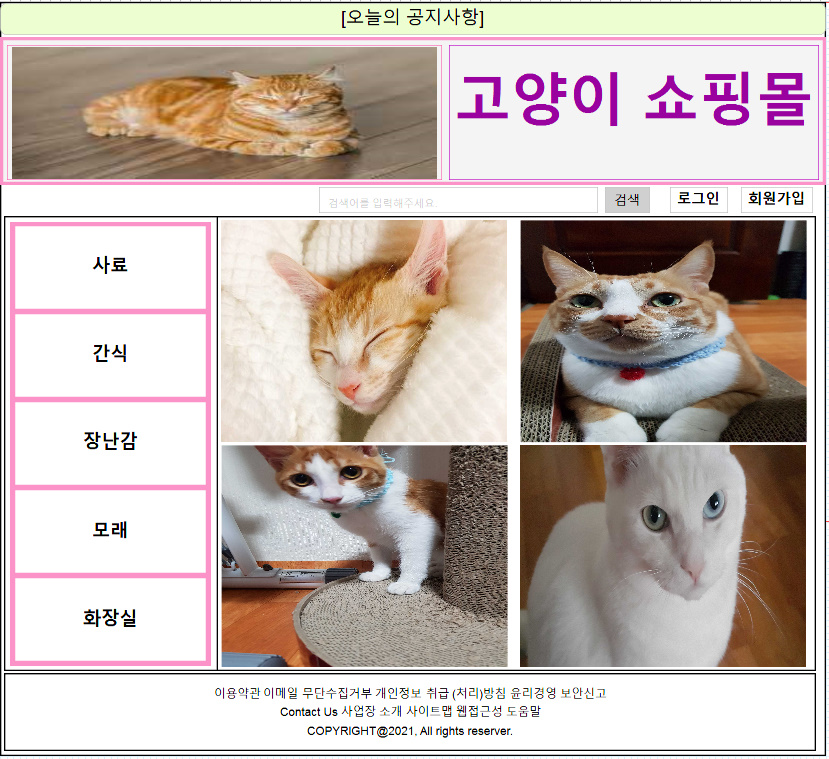 [오늘의 공지사항]
고양이 쇼핑몰
검색어를 입력해주세요.
검색
로그인
회원가입
사료
간식
장난감
모래
화장실
이용약관 이메일 무단수집거부 개인정보 취급 (처리)방침 윤리경영 보안신고
Contact Us 사업장 소개 사이트맵 웹접근성 도움말
COPYRIGHT@2021, All rights reserver.